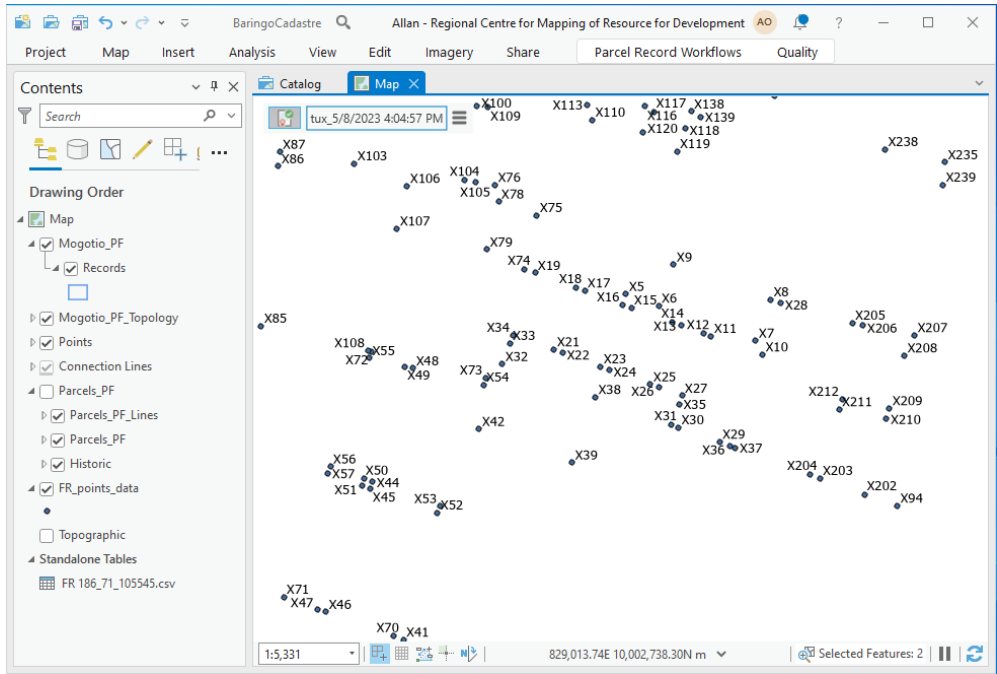 BaringoCadastre
Allan - Regional Centre for Mapping of Resource for Development
AO
?
Project Map Insert Analysis View Edit Imagery Share Parcel Record Workflows Quality
Contents
Search
Drawing Order
Map
Mogotio_PF
Records
Mogotio_PF_Topology
Points
Connection Lines
Parcels_PF
Parcels_PF_Lines
Parcels_PF
Historic
FR_points_data
Topographic
Standalone Tables
FR 186_71_105545.csv
Catalog Map
tux_5/8/2023 4:04:57 PM
X100
X109
X113
X110
X117
X138
X116
X139
X120
X118
X119
X87
X86
X103
X238
X235
X239
X106
X104
X105
X76
X78
X75
X107
X79
X74
X19
X9
X18
X17
X5
X16
X15
X6
X8
X28
X14
X13
X12
X11
X7
X10
X205
X206
X207
X208
X85
X34
X33
X32
X21
X22
X108
X55
X72
X48
X49
X73
X54
X23
X24
X38
X25
X26
X27
X35
X31
X30
X212
X211
X209
X210
X42
X29
X36
X37
X39
X56
X57
X50
X44
X51
X45
X53
X52
X204
X203
X202
X94
X71
X47
X46
X70
X41
1:5,331
829,013.74E 10,002,738.30N m
Selected Features: 2